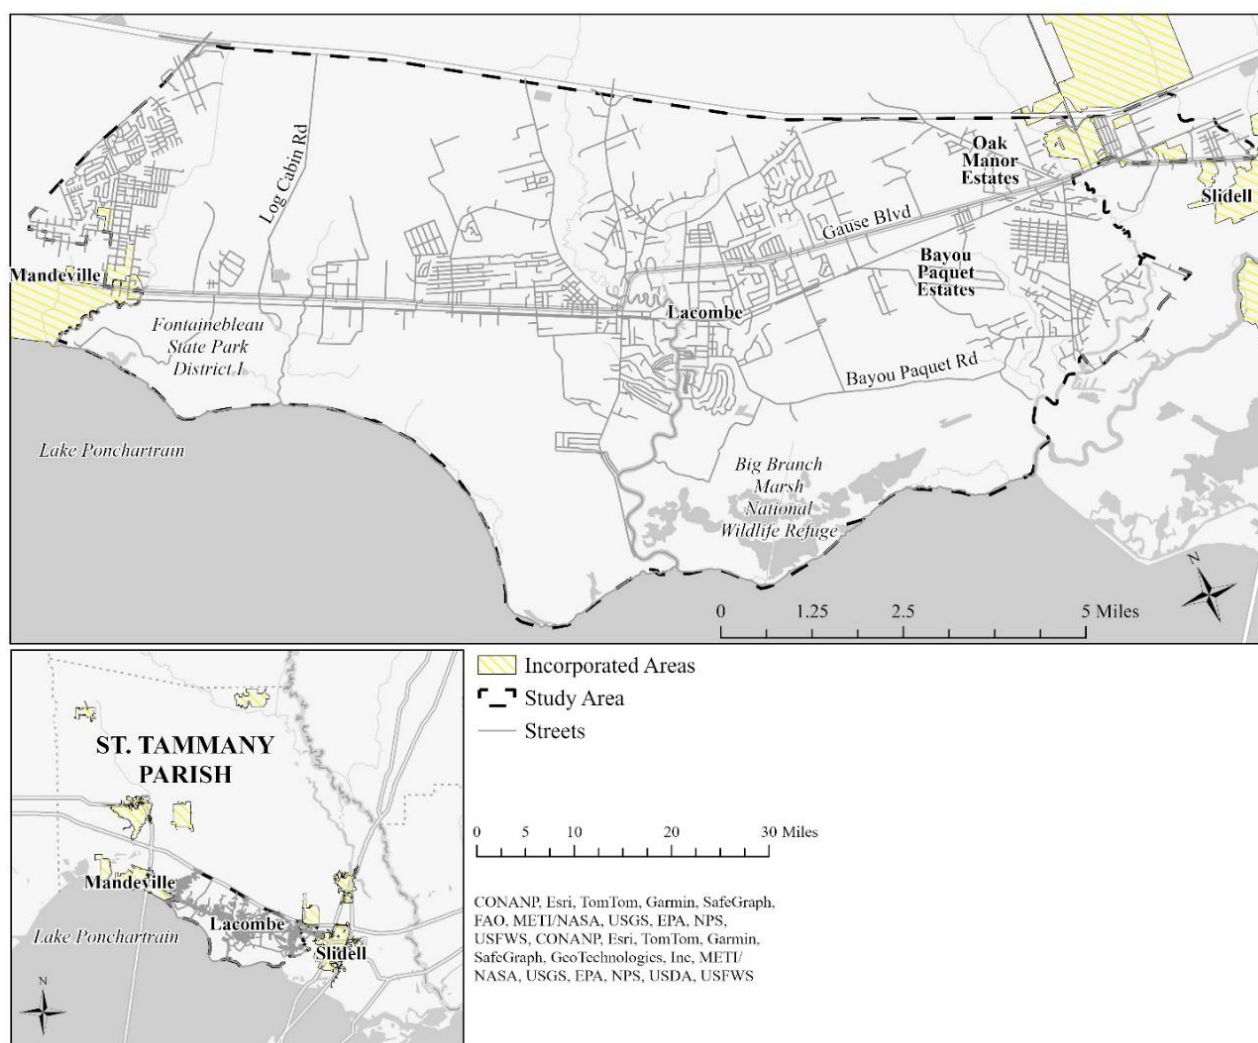 Log Cabin Rd
Oak
Manor
Estates
Slidell
Gause Blvd
Bayou
Paquet
Estates
Mandeville
Lacombe
Fontainebleau
State Park
District I
Bayou Paquet Rd
Lake Ponchartrain
Big Branch
Marsh
National
Wildlife Refuge
N
0 1.25 2.5 5 Miles
Incorporated Areas
Study Area
Streets
ST. TAMMANY
PARISH
0 5 10 20 30 Miles
Mandeville
Lacombe
Lake Ponchartrain
Slidell
N
CONANP, Esri, TomTom, Garmin, SafeGraph,
FAO, METI/NASA, USGS, EPA, NPS,
USFWS, CONANP, Esri, TomTom, Garmin,
SafeGraph, GeoTechnologies, Inc, METI/
NASA, USGS, EPA, NPS, USDA, USFWS